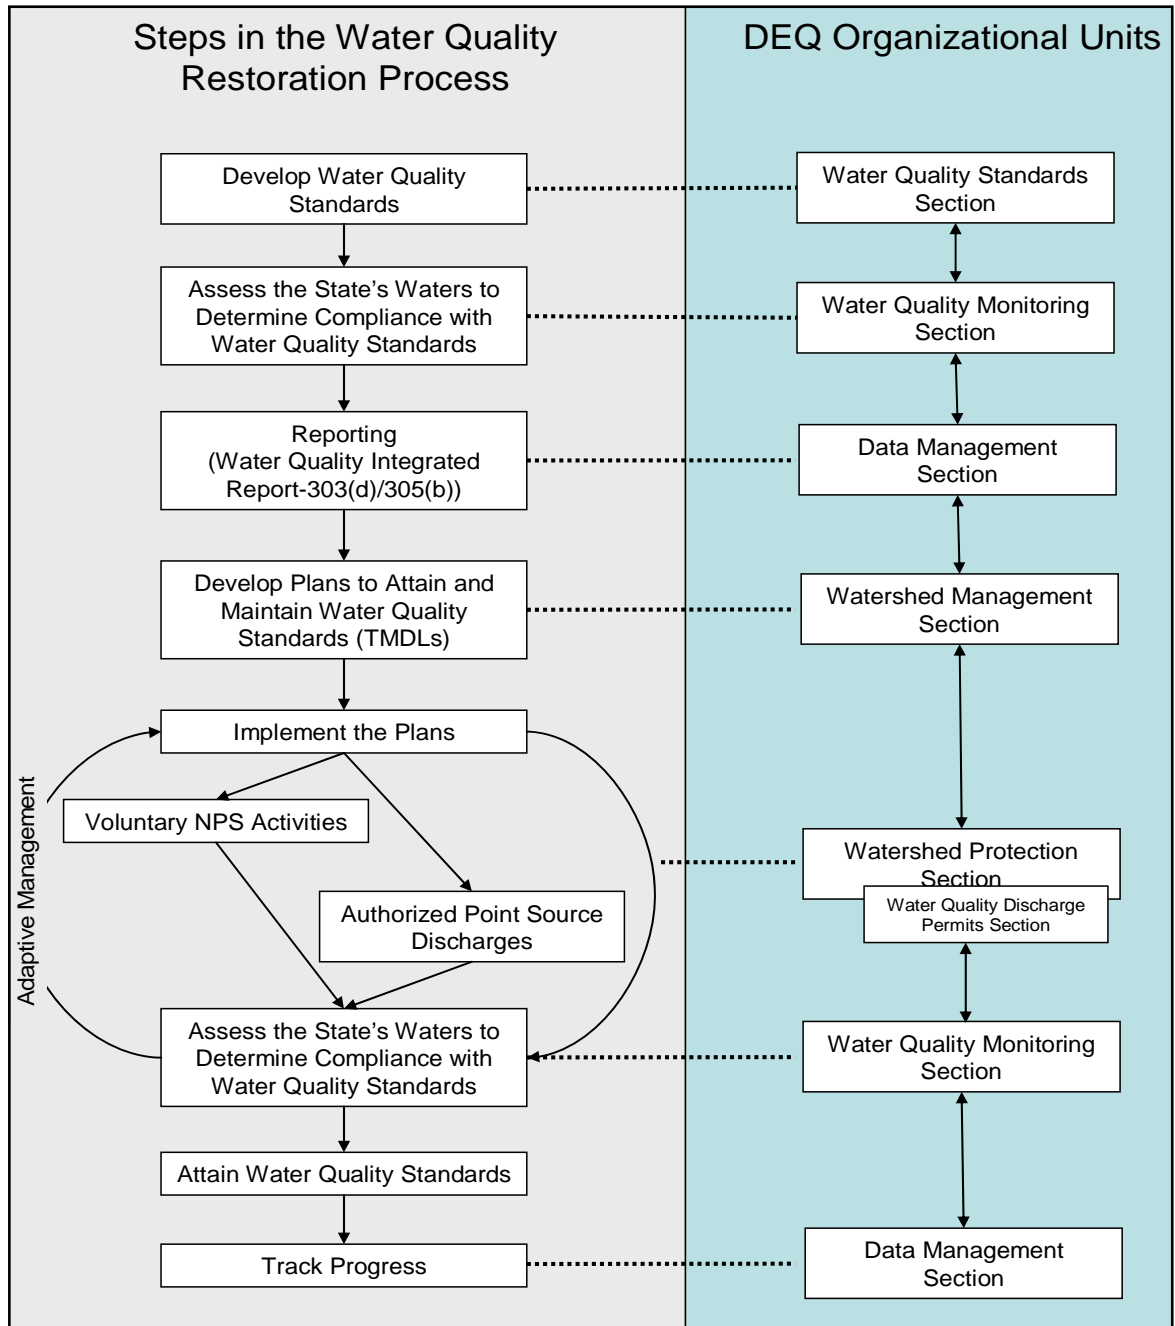 Steps in the Water Quality
Restoration Process
DEQ Organizational Units
Develop Water Quality
Standards
Water Quality Standards
Section
Assess the State's Waters to
Determine Compliance with
Water Quality Standards
Water Quality Monitoring
Section
Reporting
(Water Quality Integrated
Report-303(d)/305(b))
Data Management
Section
Develop Plans to Attain and
Maintain Water Quality
Standards (TMDLs)
Watershed Management
Section
Implement the Plans
Adaptive Management
Voluntary NPS Activities
Authorized Point Source
Discharges
Watershed Protection
Section
Water Quality Discharge
Permits Section
Assess the State's Waters to
Determine Compliance with
Water Quality Standards
Water Quality Monitoring
Section
Attain Water Quality Standards
Track Progress
Data Management
Section